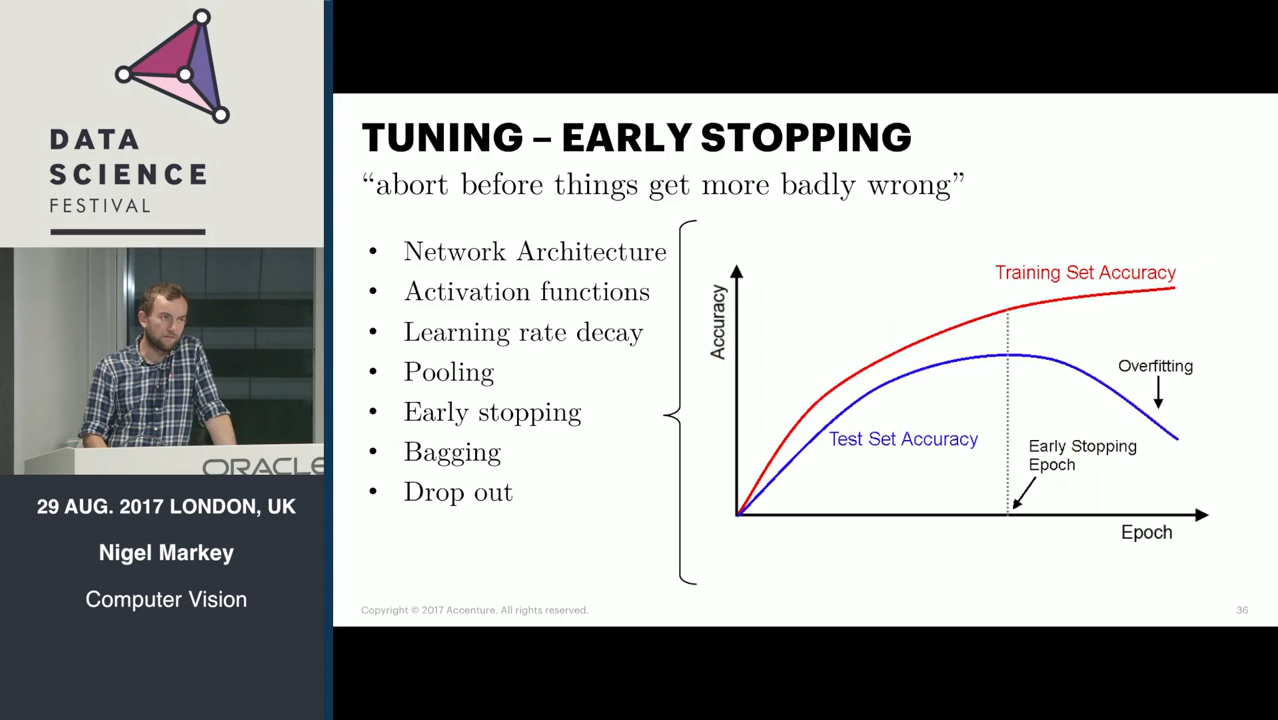 DATA
SCIENCE
FESTIVAL
ORACLE
29 AUG. 2017 LONDON, UK
Nigel Markey
Computer Vision
TUNING – EARLY STOPPING
“abort before things get more badly wrong”
• Network Architecture
• Activation functions
• Learning rate decay
• Pooling
• Early stopping
• Bagging
• Drop out
Accuracy
Training Set Accuracy
Overfitting
Test Set Accuracy
Early Stopping
Epoch
Epoch
Copyright © 2017 Accenture. All rights reserved.
36